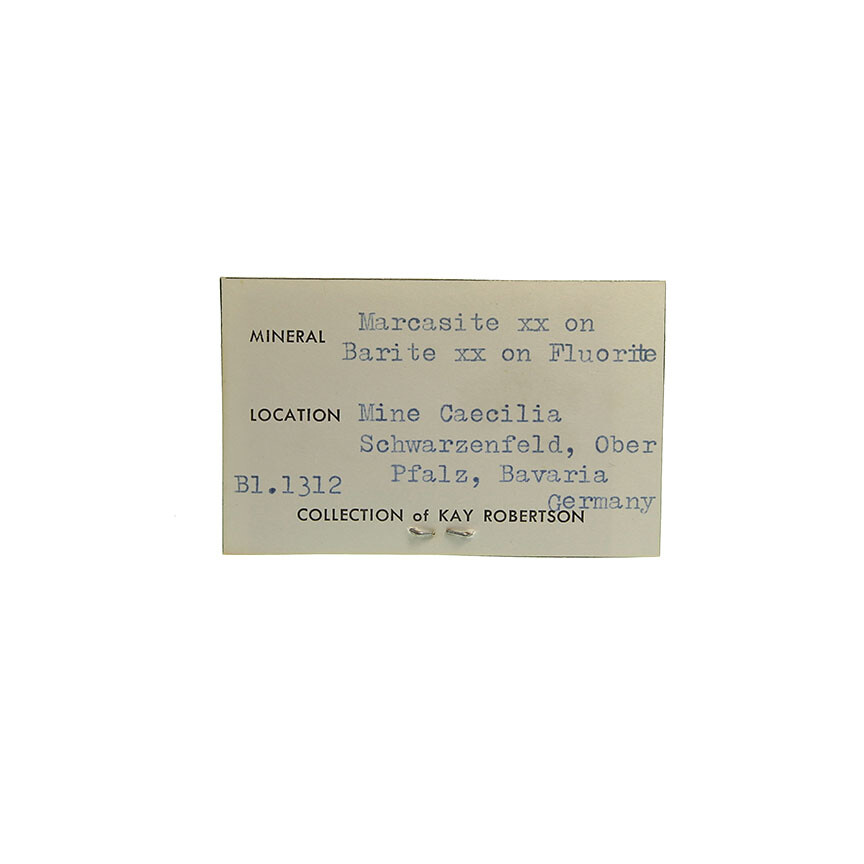 MINERAL Marcasite xx on
Barite xx on Fluorite
LOCATION Mine Caecilia
Schwarzenfeld, Ober
Pfalz, Bavaria
Bl.1312
Germany
COLLECTION of KAY ROBERTSON